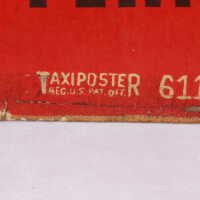 TAXIPOSTER 611
REG. U.S. PAT. OFF.